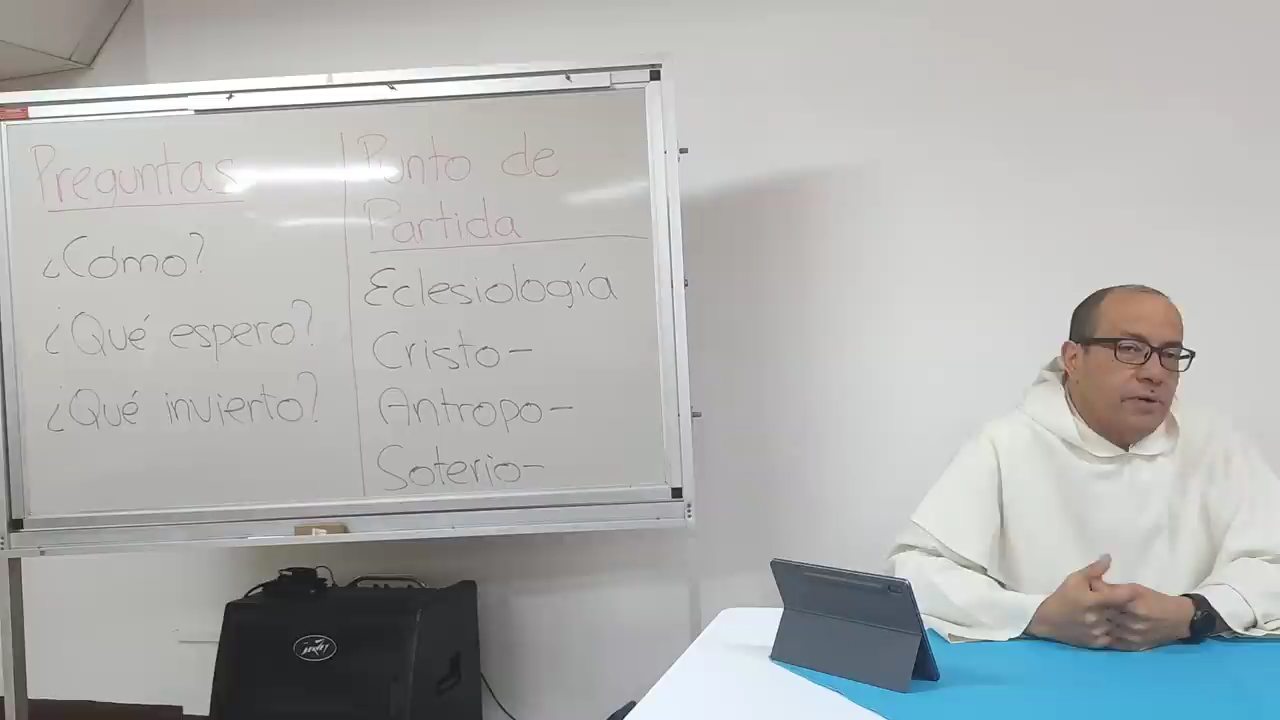 Preguntas
¿Cómo?
¿Qué espero?
¿Qué invierto?
Punto de
Partida
Eclesiología
Cristo-
Antropo-
Soterio-